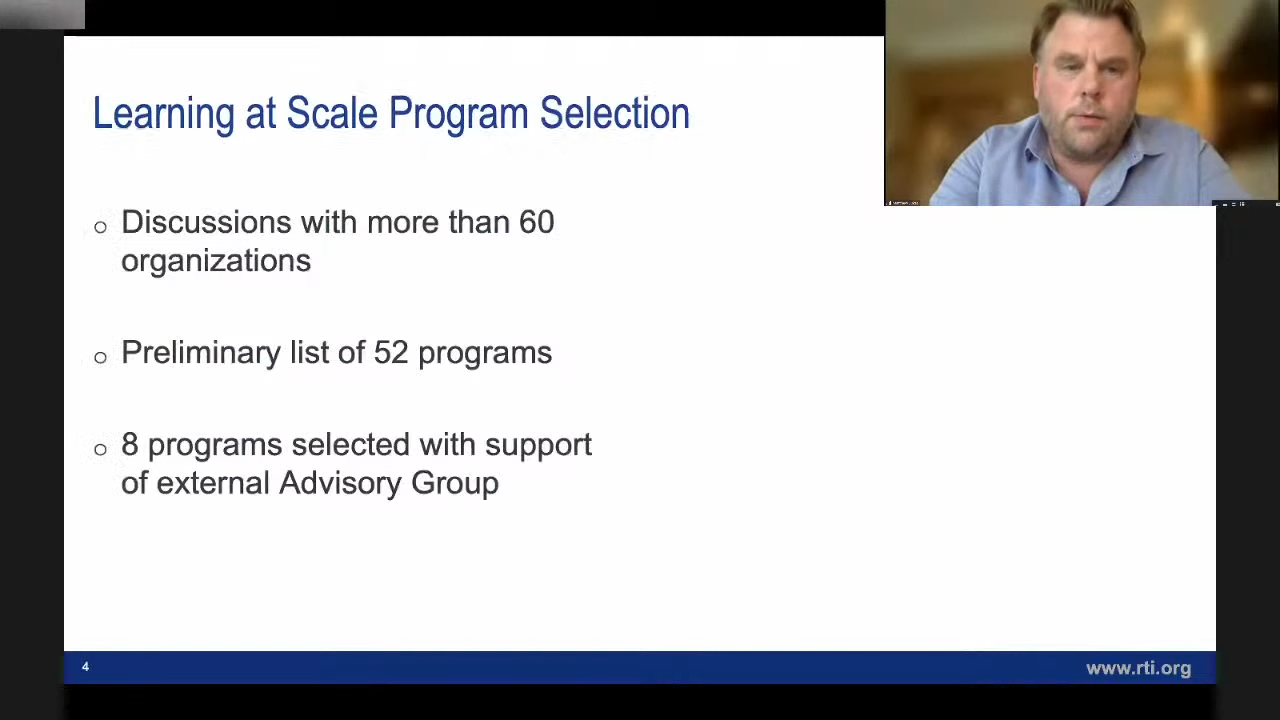 Learning at Scale Program Selection
Discussions with more than 60
organizations
Preliminary list of 52 programs
8 programs selected with support
of external Advisory Group
4
www.rti.org